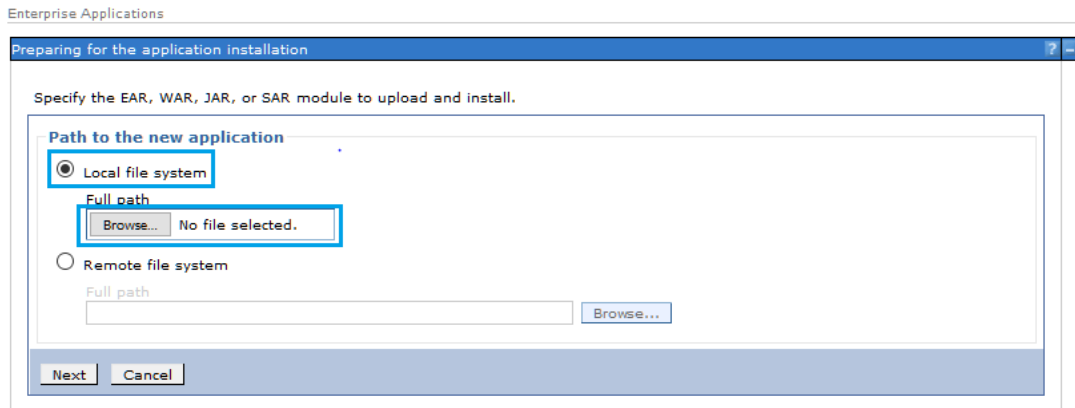 Enterprise Applications
Preparing for the application installation ? –
Specify the EAR, WAR, JAR, or SAR module to upload and install.
Path to the new application
Local file system
Full path
Browse... No file selected.
Remote file system
Full path
Browse...
Next Cancel